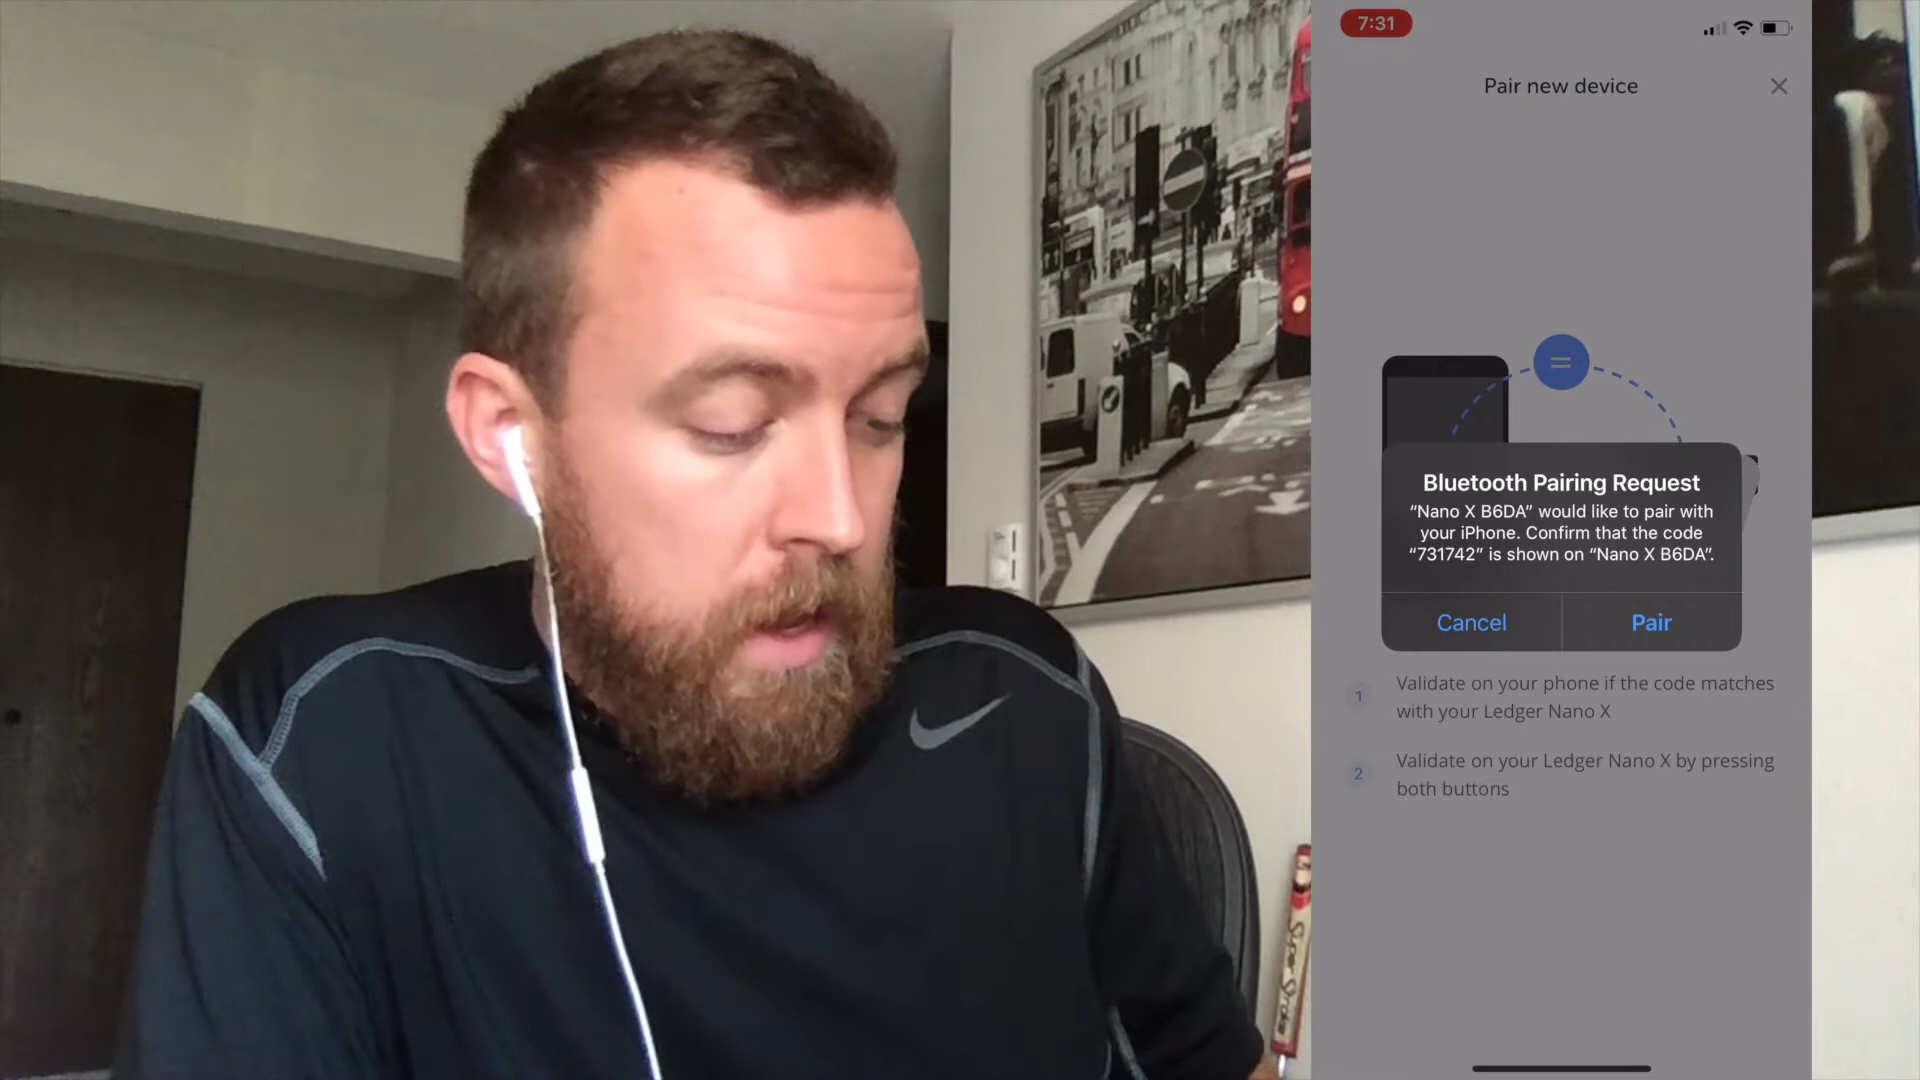 7:31
Pair new device
Bluetooth Pairing Request
“Nano X B6DA” would like to pair with
your iPhone. Confirm that the code
“731742” is shown on “Nano X B6DA”.
Cancel
Pair
1
Validate on your phone if the code matches
with your Ledger Nano X
2
Validate on your Ledger Nano X by pressing
both buttons
Super Stroke